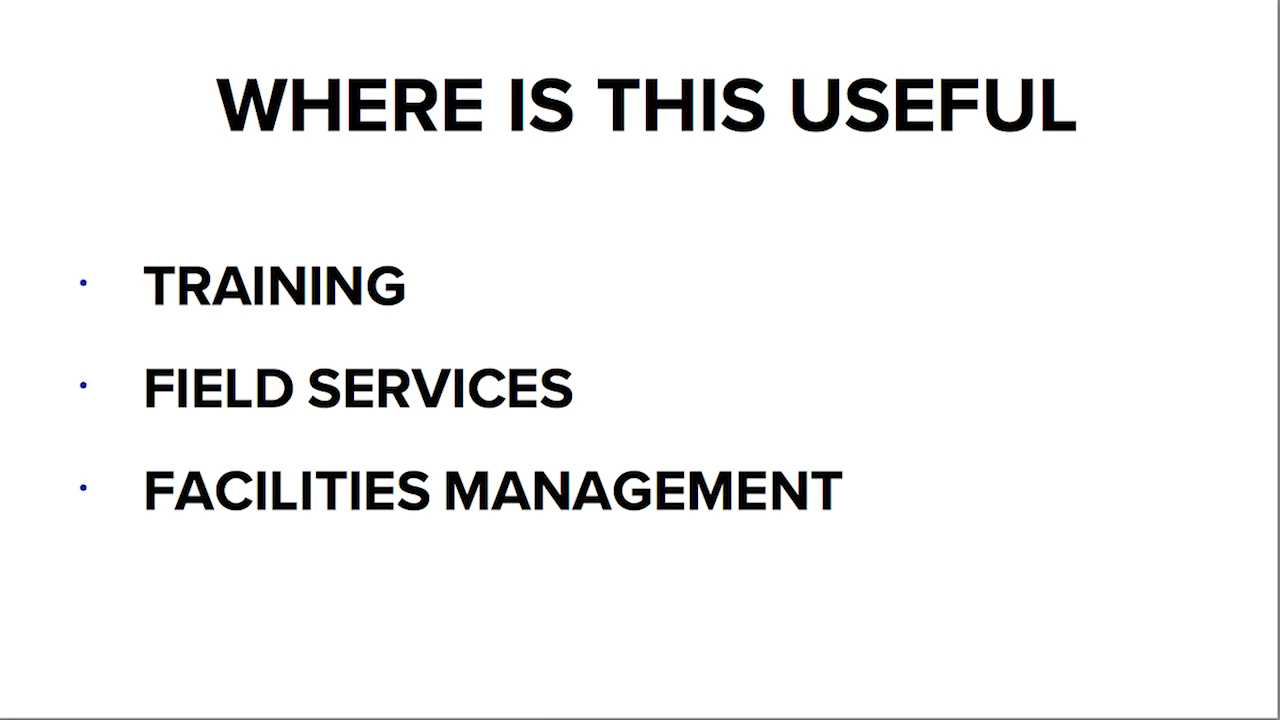 WHERE IS THIS USEFUL
• TRAINING
• FIELD SERVICES
• FACILITIES MANAGEMENT